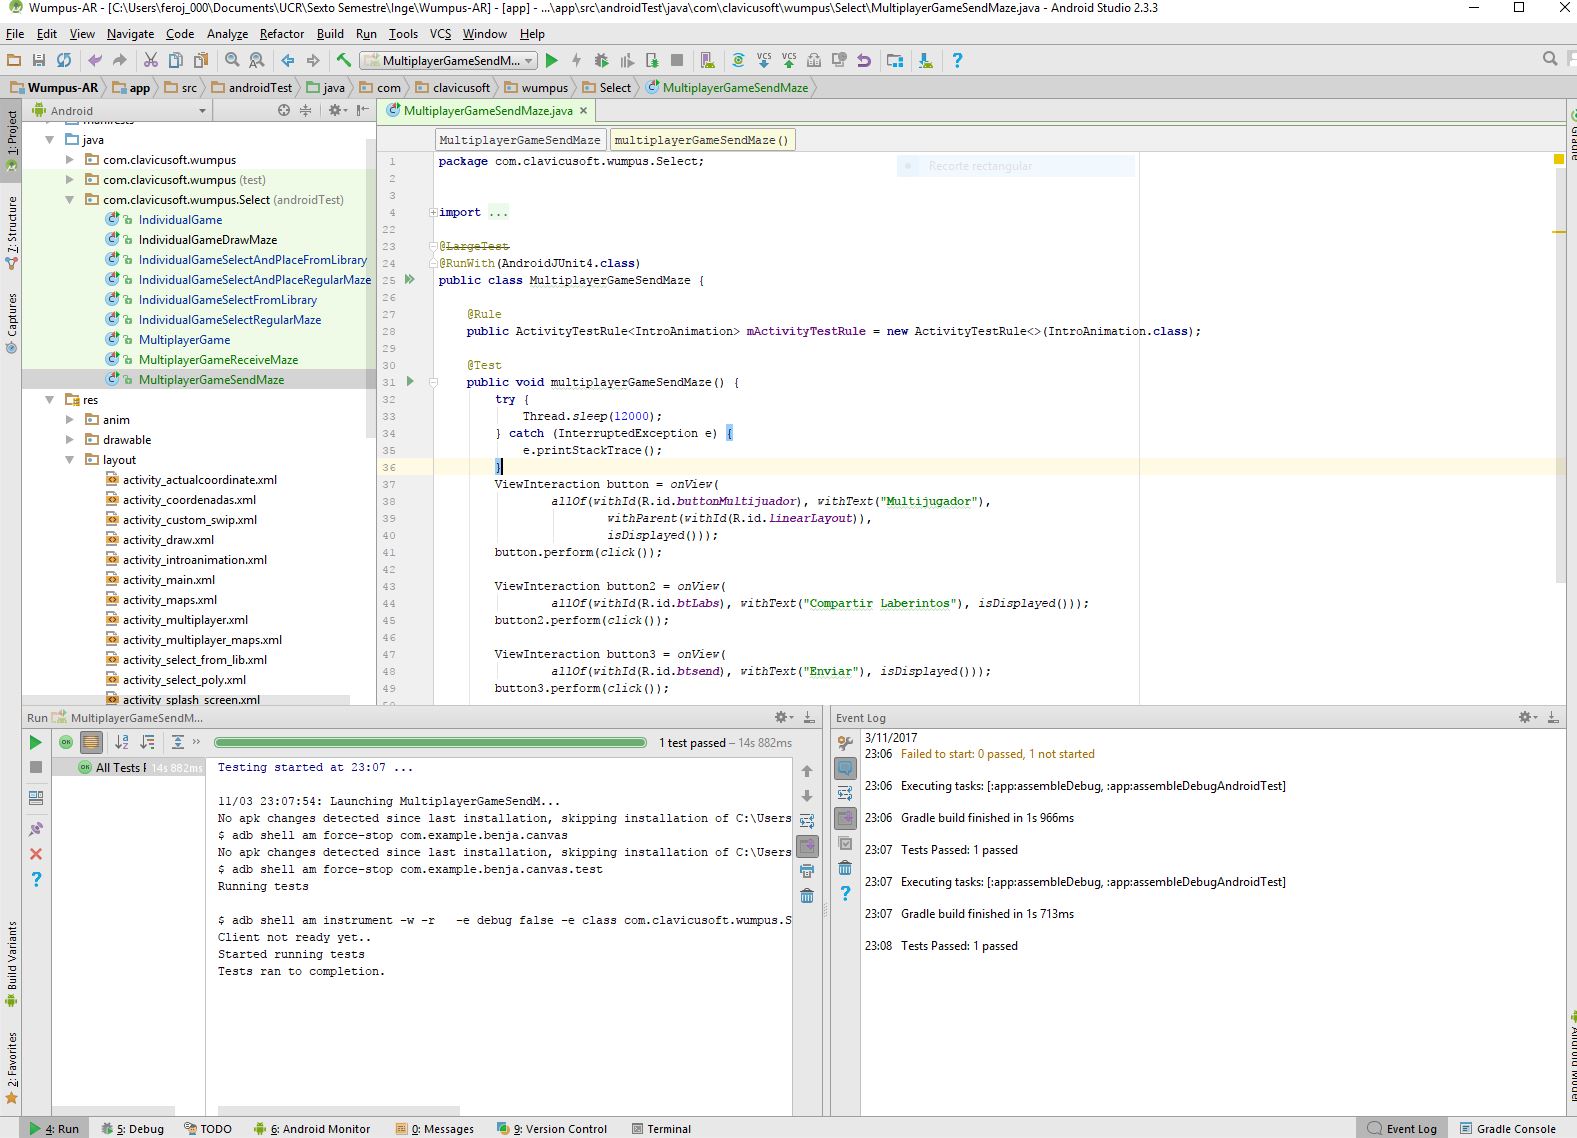 Wumpus-AR - [C:\Users\feroj_000\Documents\UCR\Sexto Semestre\Inge\Wumpus-AR] - [app] - ...\app\src\androidTest\java\com\clavicusoft\wumpus\Select\MultiplayerGameSendMaze.java - Android Studio 2.3.3
File Edit View Navigate Code Analyze Refactor Build Run Tools VCS Window Help
MultiplayerGameSendM...
Wumpus-AR app src androidTest java com clavicusoft wumpus Select MultiplayerGameSendMaze
Android
MultiplayerGameSendMaze.java
1: Project
7: Structure
Captures
Build Variants
2: Favorites
manifests
java
com.clavicusoft.wumpus
com.clavicusoft.wumpus (test)
com.clavicusoft.wumpus.Select (androidTest)
IndividualGame
IndividualGameDrawMaze
IndividualGameSelectAndPlaceFromLibrary
IndividualGameSelectAndPlaceRegularMaze
IndividualGameSelectFromLibrary
IndividualGameSelectRegularMaze
MultiplayerGame
MultiplayerGameReceiveMaze
MultiplayerGameSendMaze
res
anim
drawable
layout
activity_actualcoordinate.xml
activity_coordenadas.xml
activity_custom_swip.xml
activity_draw.xml
activity_introanimation.xml
activity_main.xml
activity_maps.xml
activity_multiplayer.xml
activity_multiplayer_maps.xml
activity_select_from_lib.xml
activity_select_poly.xml
activity_splash_screen.xml
MultiplayerGameSendMaze multiplayerGameSendMaze()
Recorte rectangular
1 package com.clavicusoft.wumpus.Select;
2
3
4 import ...
22
23 @LargeTest
24 @RunWith(AndroidJUnit4.class)
25 public class MultiplayerGameSendMaze {
26
27 @Rule
28 public ActivityTestRule<IntroAnimation> mActivityTestRule = new ActivityTestRule<>(IntroAnimation.class);
29
30 @Test
31 public void multiplayerGameSendMaze() {
32 try {
33 Thread.sleep(12000);
34 } catch (InterruptedException e) {
35 e.printStackTrace();
36 }
37 ViewInteraction button = onView(
38 allOf(withId(R.id.buttonMultijuador), withText("Multijugador"),
39 withParent(withId(R.id.linearLayout)),
40 isDisplayed()));
41 button.perform(click());
42
43 ViewInteraction button2 = onView(
44 allOf(withId(R.id.btLabs), withText("Compartir Laberintos"), isDisplayed()));
45 button2.perform(click());
46
47 ViewInteraction button3 = onView(
48 allOf(withId(R.id.btsend), withText("Enviar"), isDisplayed()));
49 button3.perform(click());
Gradle
Run MultiplayerGameSendM...
1 test passed – 14s 882ms
All Tests 14s 882ms
Testing started at 23:07 ...
11/03 23:07:54: Launching MultiplayerGameSendM...
No apk changes detected since last installation, skipping installation of C:\Users
$ adb shell am force-stop com.example.benja.canvas
No apk changes detected since last installation, skipping installation of C:\Users
$ adb shell am force-stop com.example.benja.canvas.test
Running tests
$ adb shell am instrument -w -r -e debug false -e class com.clavicusoft.wumpus.S
Client not ready yet..
Started running tests
Tests ran to completion.
Event Log
3/11/2017
23:06 Failed to start: 0 passed, 1 not started
23:06 Executing tasks: [:app:assembleDebug, :app:assembleDebugAndroidTest]
23:06 Gradle build finished in 1s 966ms
23:07 Tests Passed: 1 passed
23:07 Executing tasks: [:app:assembleDebug, :app:assembleDebugAndroidTest]
23:07 Gradle build finished in 1s 713ms
23:08 Tests Passed: 1 passed
4: Run 5: Debug TODO 6: Android Monitor 0: Messages 9: Version Control Terminal Event Log Gradle Console